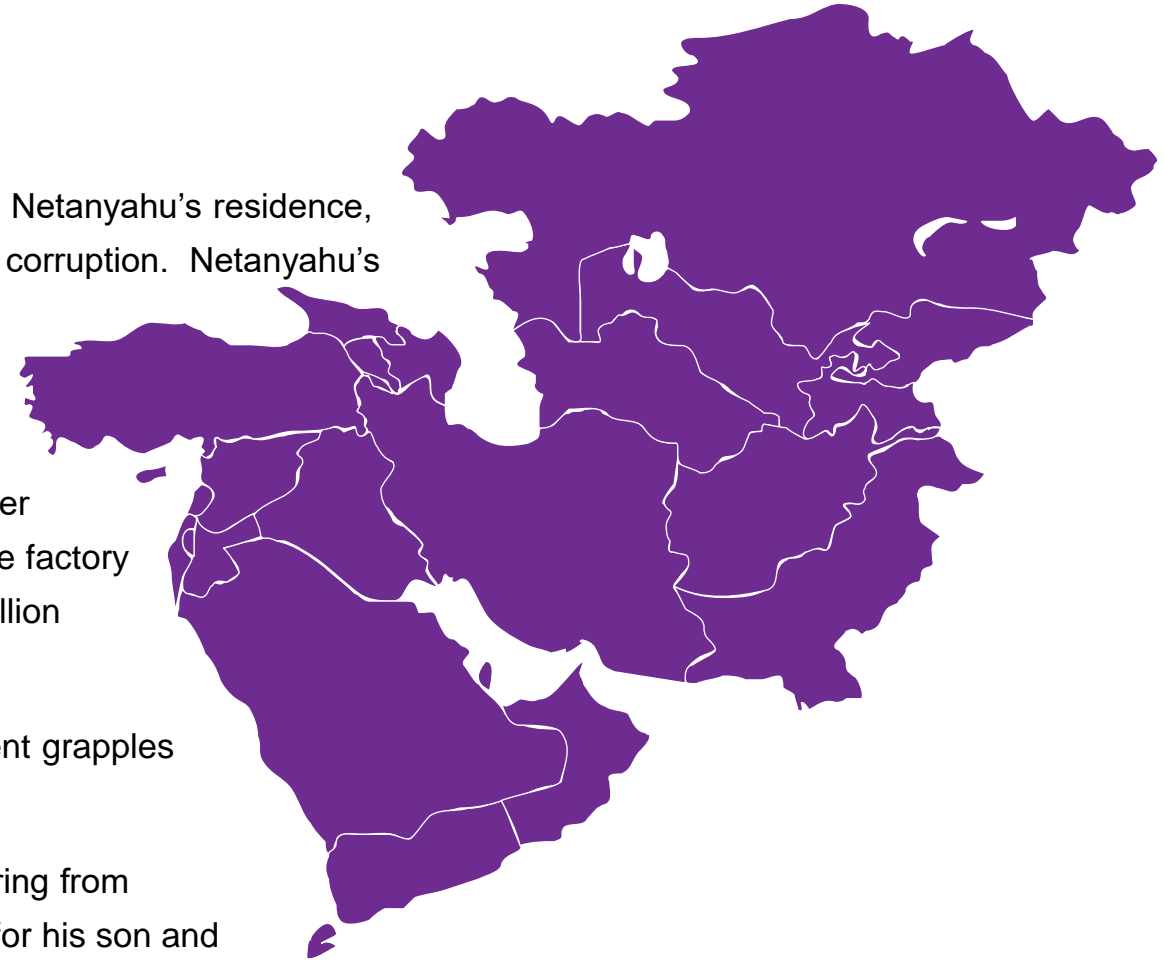 Netanyahu’s residence,
corruption. Netanyahu’s
er
e factory
llion
ent grapples
ring from
for his son and